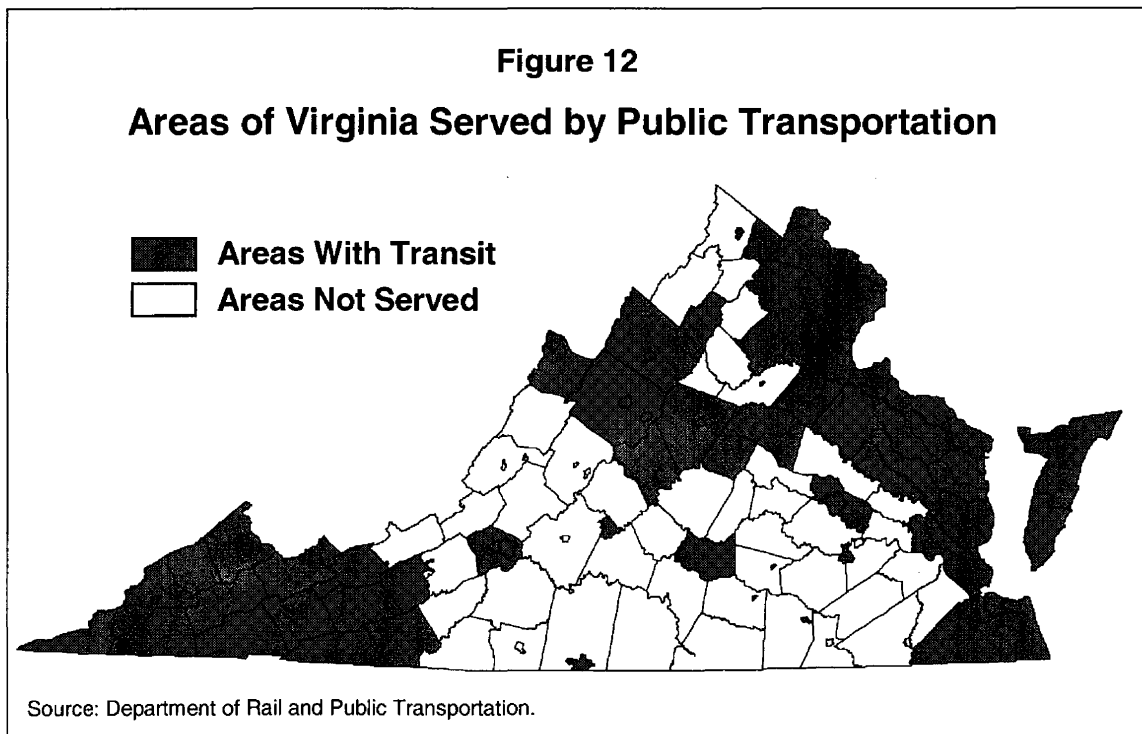 Figure 12
Areas of Virginia Served by Public Transportation
Areas With Transit
Areas Not Served
Source: Department of Rail and Public Transportation.